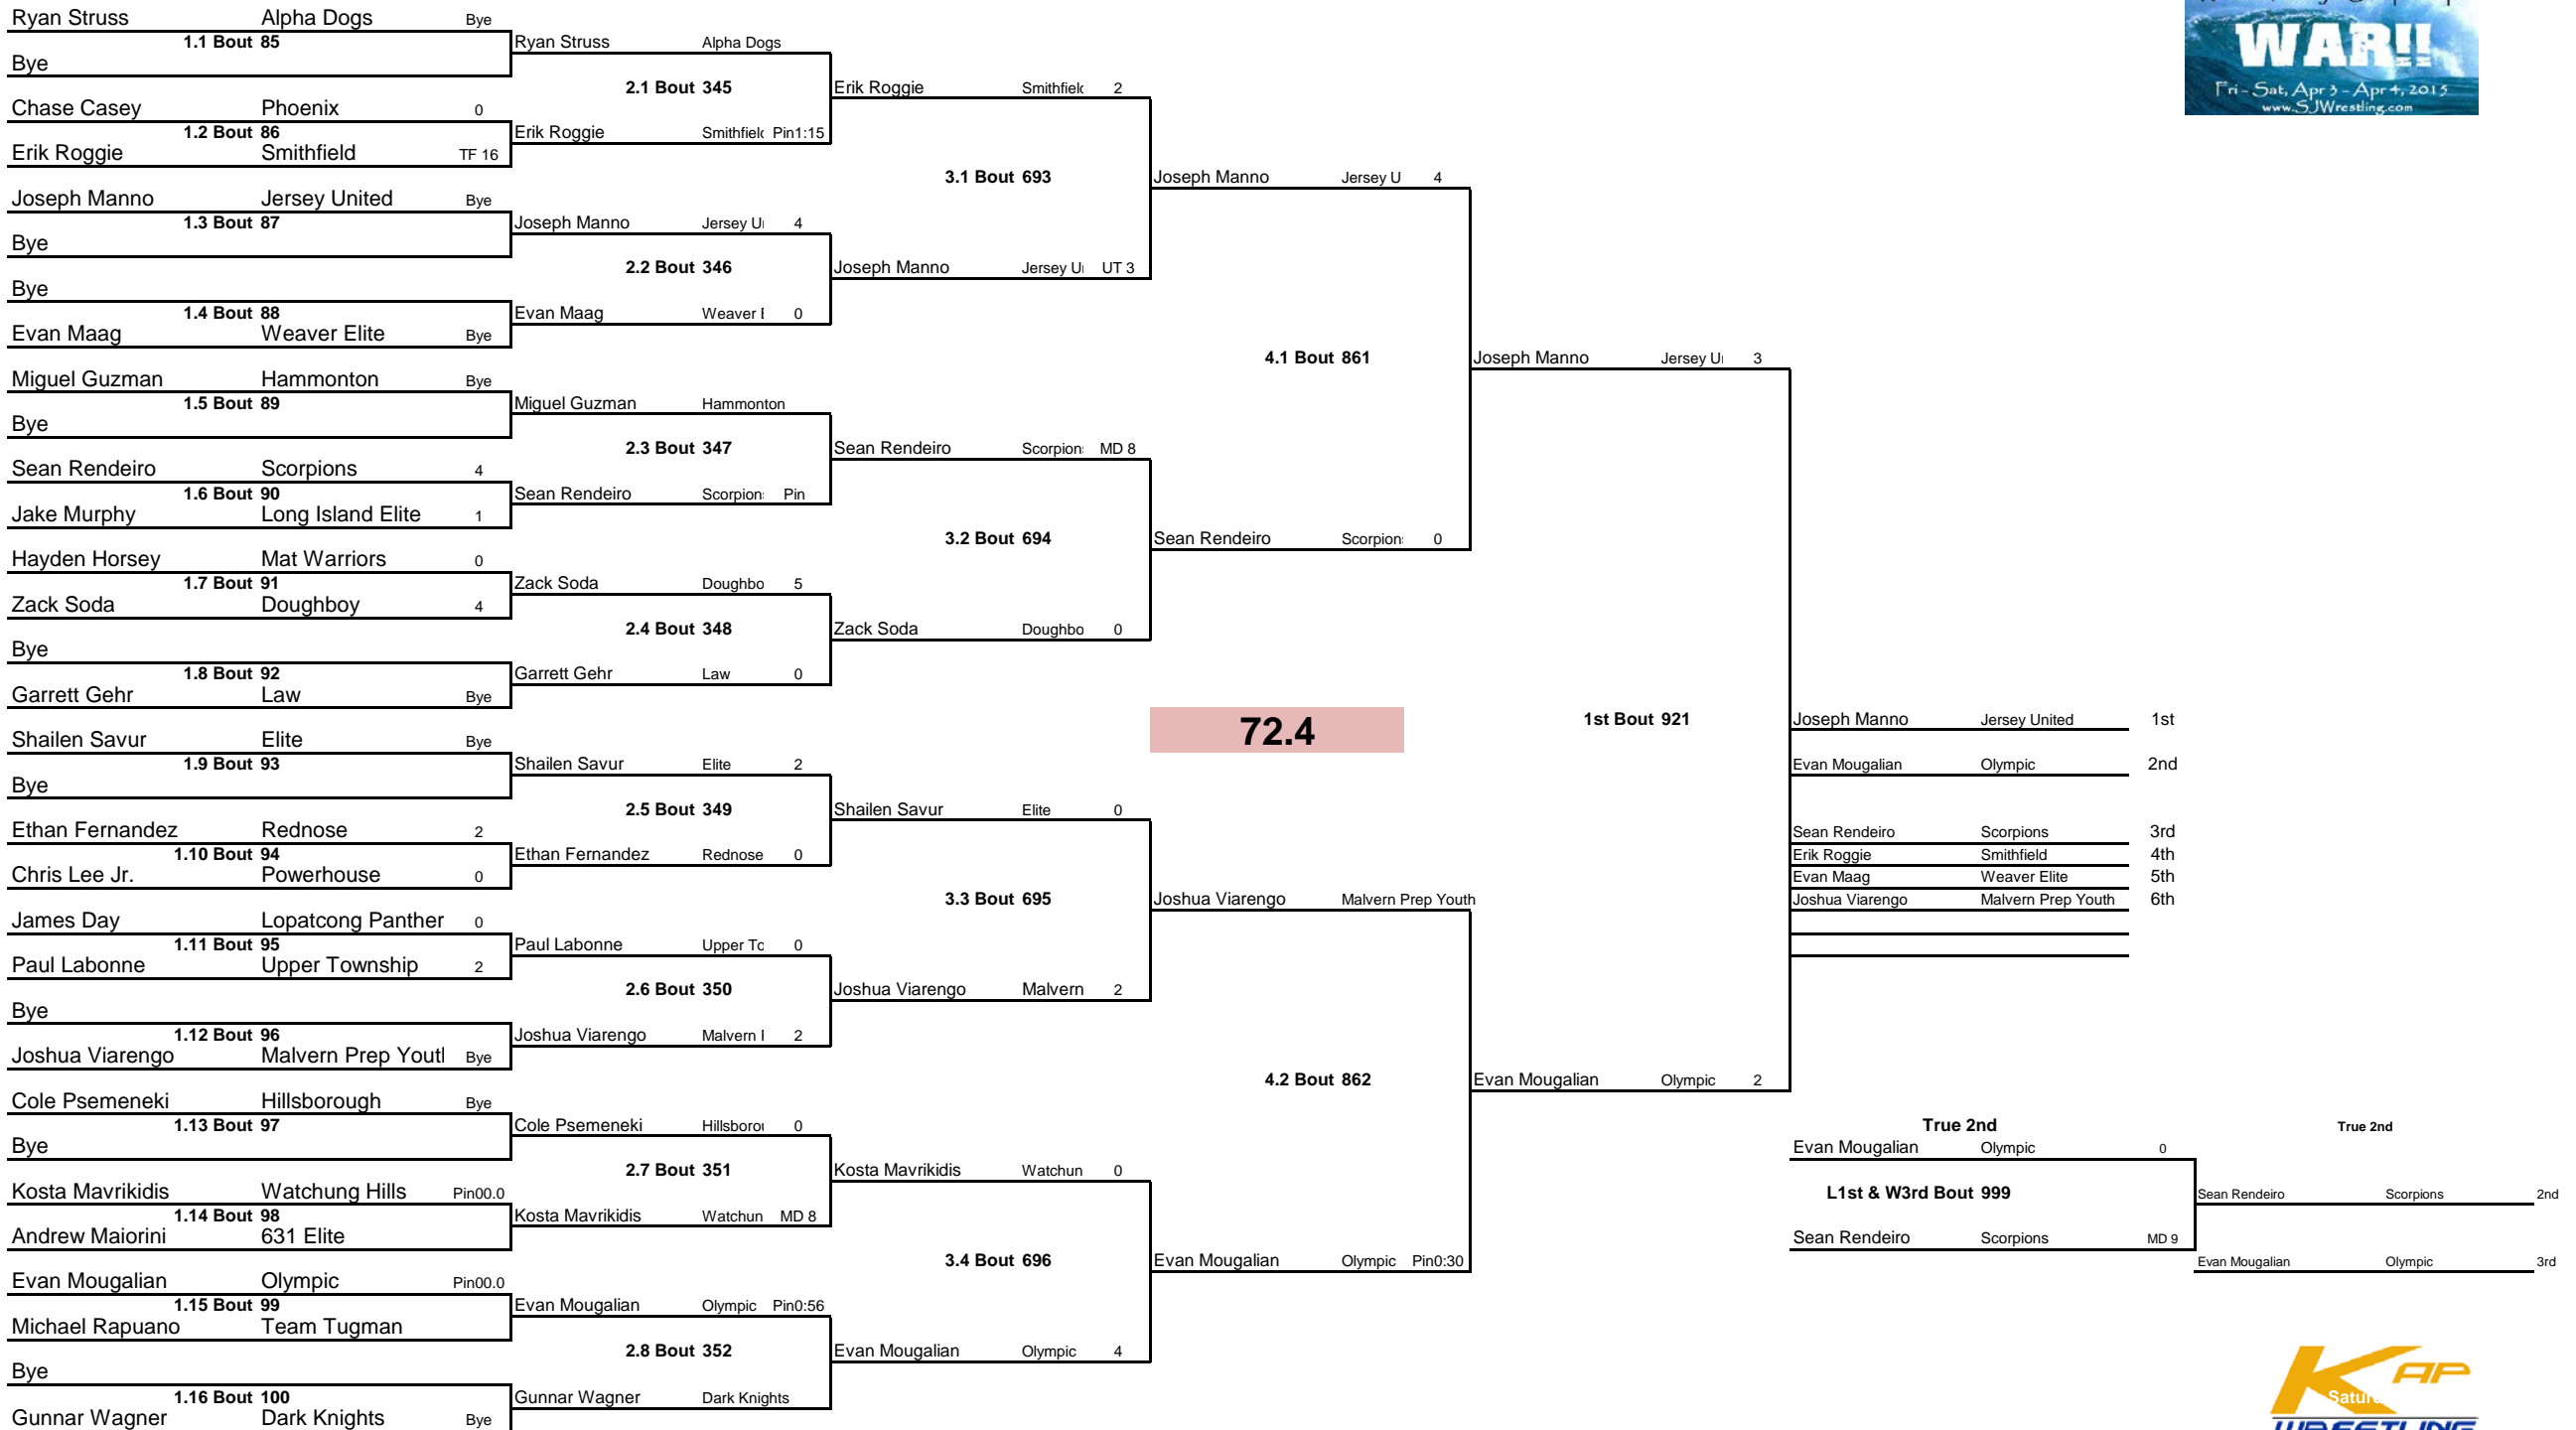 Ryan Struss Alpha Dogs Bye
1.1 Bout 85
Bye
Chase Casey Phoenix 0
1.2 Bout 86
Erik Roggie Smithfield TF 16
Joseph Manno Jersey United Bye
1.3 Bout 87
Bye
Bye
1.4 Bout 88
Evan Maag Weaver Elite Bye
Miguel Guzman Hammonton Bye
1.5 Bout 89
Bye
Sean Rendeiro Scorpions 4
1.6 Bout 90
Jake Murphy Long Island Elite 1
Hayden Horsey Mat Warriors 0
1.7 Bout 91
Zack Soda Doughboy 4
Bye
1.8 Bout 92
Garrett Gehr Law Bye
Shailen Savur Elite Bye
1.9 Bout 93
Bye
Ethan Fernandez Rednose 2
1.10 Bout 94
Chris Lee Jr. Powerhouse 0
James Day Lopatcong Panther 0
1.11 Bout 95
Paul Labonne Upper Township 2
Bye
1.12 Bout 96
Joshua Viarengo Malvern Prep Yout Bye
Cole Psemeneki Hillsborough Bye
1.13 Bout 97
Bye
Kosta Mavrikidis Watchung Hills Pin00.0
1.14 Bout 98
Andrew Maiorini 631 Elite
Evan Mougalian Olympic Pin00.0
1.15 Bout 99
Michael Rapuano Team Tugman
Bye
1.16 Bout 100
Gunnar Wagner Dark Knights Bye
Ryan Struss Alpha Dogs
2.1 Bout 345
Erik Roggie Smithfiel Pin1:15
Joseph Manno Jersey U 4
2.2 Bout 346
Evan Maag Weaver 0
Miguel Guzman Hammonton
2.3 Bout 347
Sean Rendeiro Scorpion Pin
Zack Soda Doughbo 5
2.4 Bout 348
Garrett Gehr Law 0
Shailen Savur Elite 2
2.5 Bout 349
Ethan Fernandez Rednose 0
Paul Labonne Upper To 0
2.6 Bout 350
Joshua Viarengo Malvern 2
Cole Psemeneki Hillsboro 0
2.7 Bout 351
Kosta Mavrikidis Watchun MD 8
Evan Mougalian Olympic Pin0:56
2.8 Bout 352
Gunnar Wagner Dark Knights
Erik Roggie Smithfiel 2
3.1 Bout 693
Joseph Manno Jersey U UT 3
Sean Rendeiro Scorpion MD 8
3.2 Bout 694
Zack Soda Doughbo 0
Shailen Savur Elite 0
3.3 Bout 695
Joshua Viarengo Malvern 2
Kosta Mavrikidis Watchun 0
3.4 Bout 696
Evan Mougalian Olympic 4
Joseph Manno Jersey U 4
4.1 Bout 861
Sean Rendeiro Scorpion 0
72.4
Joshua Viarengo Malvern Prep Youth
4.2 Bout 862
Evan Mougalian Olympic Pin0:30
Joseph Manno Jersey U 3
1st Bout 921
Evan Mougalian Olympic 2
WAR!!
Fri - Sat, Apr 3 - Apr 4, 2015
www.SJWrestling.com
Joseph Manno Jersey United 1st
Evan Mougalian Olympic 2nd
Sean Rendeiro Scorpions 3rd
Erik Roggie Smithfield 4th
Evan Maag Weaver Elite 5th
Joshua Viarengo Malvern Prep Youth 6th
True 2nd
Evan Mougalian Olympic 0
L1st & W3rd Bout 999
Sean Rendeiro Scorpions MD 9
True 2nd
Sean Rendeiro Scorpions 2nd
Evan Mougalian Olympic 3rd
KAP
Satur
WRESTLING